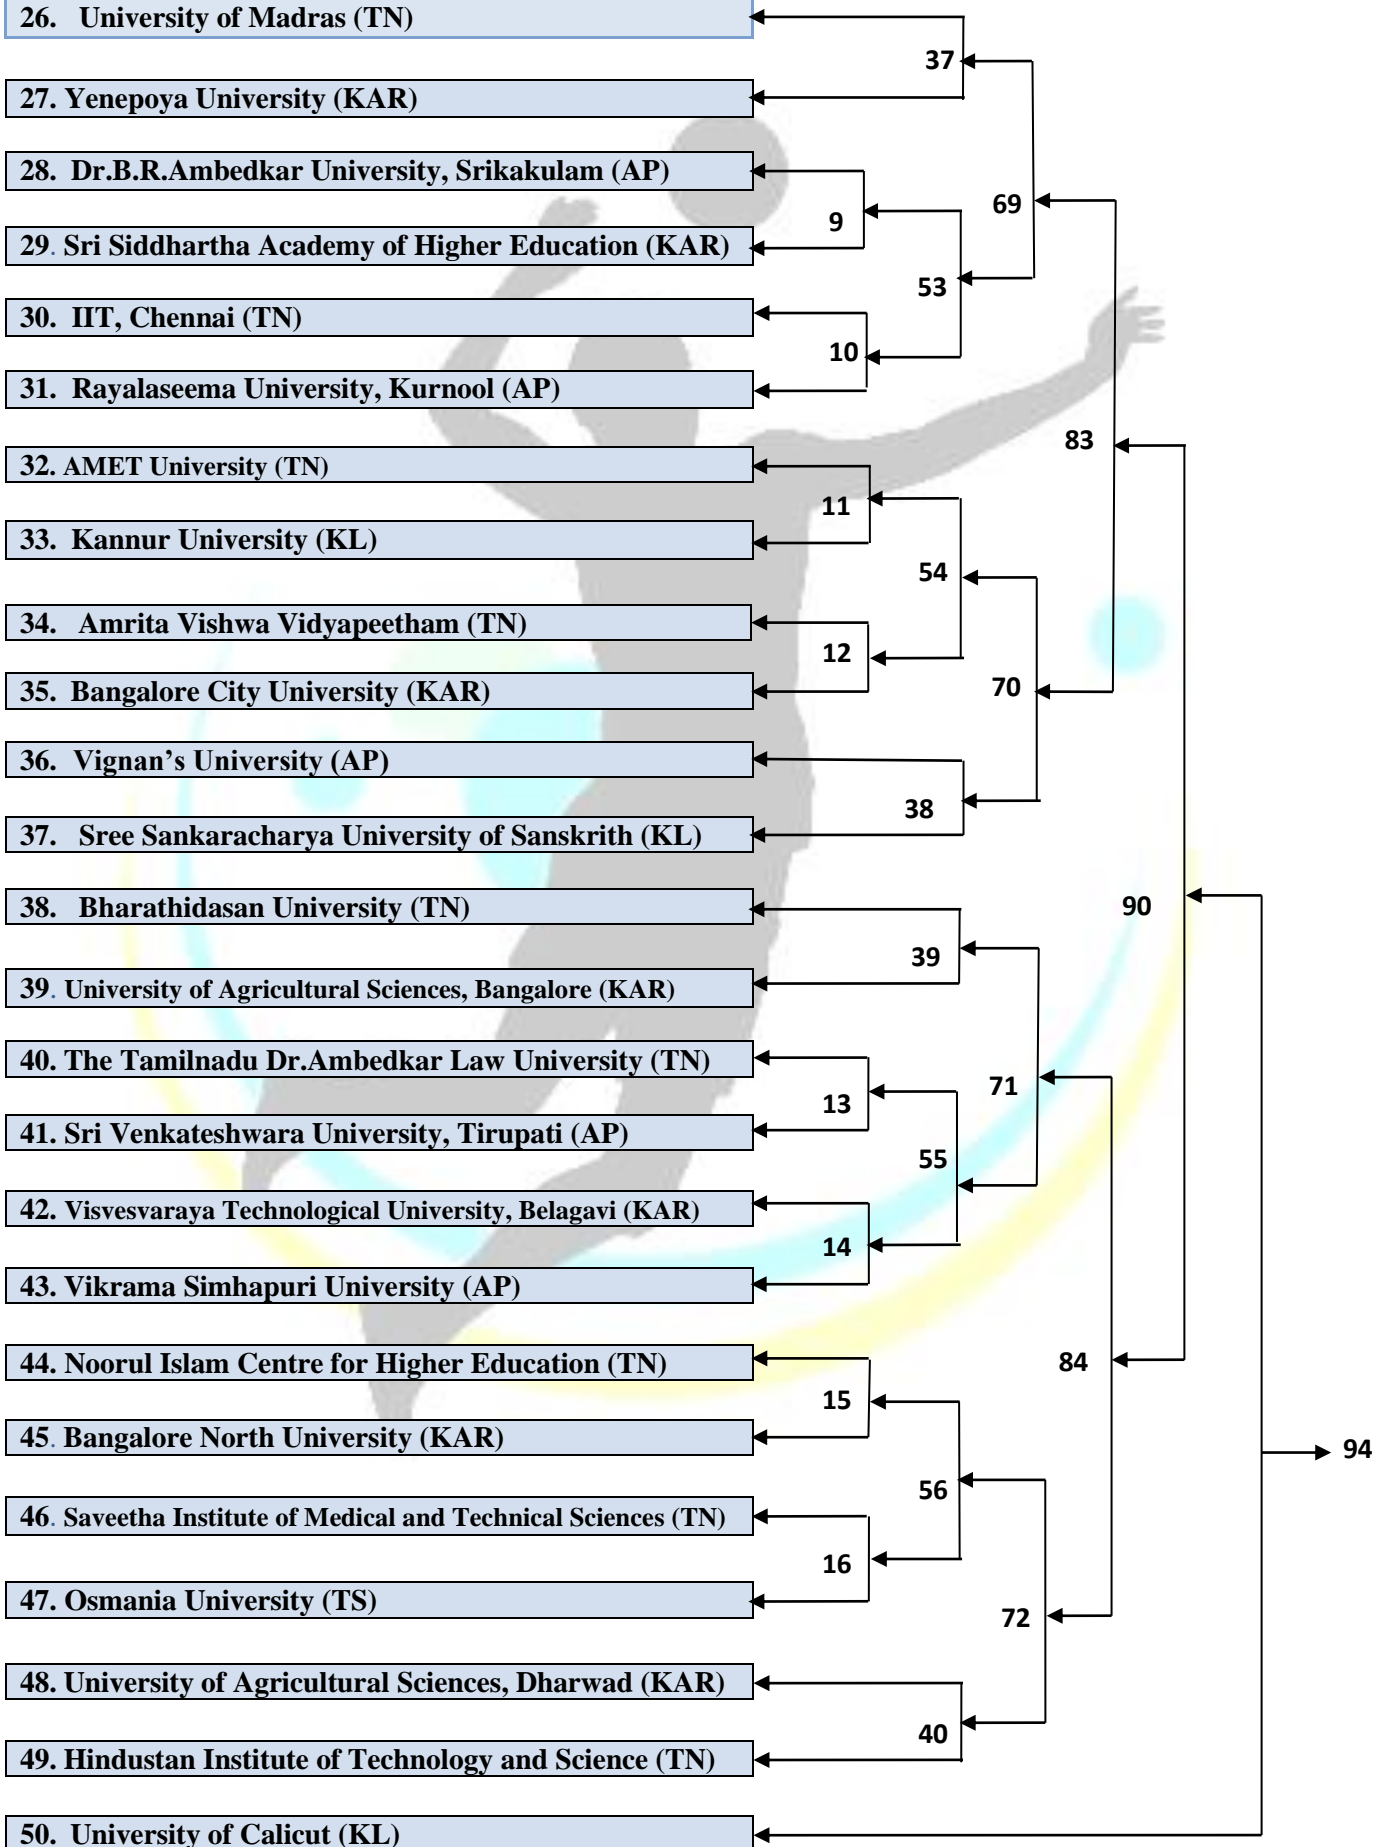 26. University of Madras (TN)
37
27. Yenepoya University (KAR)
28. Dr.B.R.Ambedkar University, Srikakulam (AP)
69
9
29. Sri Siddhartha Academy of Higher Education (KAR)
53
30. IIT, Chennai (TN)
10
31. Rayalaseema University, Kurnool (AP)
83
32. AMET University (TN)
11
33. Kannur University (KL)
54
34. Amrita Vishwa Vidyapeetham (TN)
12
70
35. Bangalore City University (KAR)
36. Vignan’s University (AP)
38
37. Sree Sankaracharya University of Sanskrith (KL)
38. Bharathidasan University (TN)
90
39
39. University of Agricultural Sciences, Bangalore (KAR)
40. The Tamilnadu Dr.Ambedkar Law University (TN)
71
13
41. Sri Venkateshwara University, Tirupati (AP)
55
42. Visvesvaraya Technological University, Belagavi (KAR)
14
43. Vikrama Simhapuri University (AP)
44. Noorul Islam Centre for Higher Education (TN)
84
15
45. Bangalore North University (KAR)
94
56
46. Saveetha Institute of Medical and Technical Sciences (TN)
16
47. Osmania University (TS)
72
48. University of Agricultural Sciences, Dharwad (KAR)
40
49. Hindustan Institute of Technology and Science (TN)
50. University of Calicut (KL)